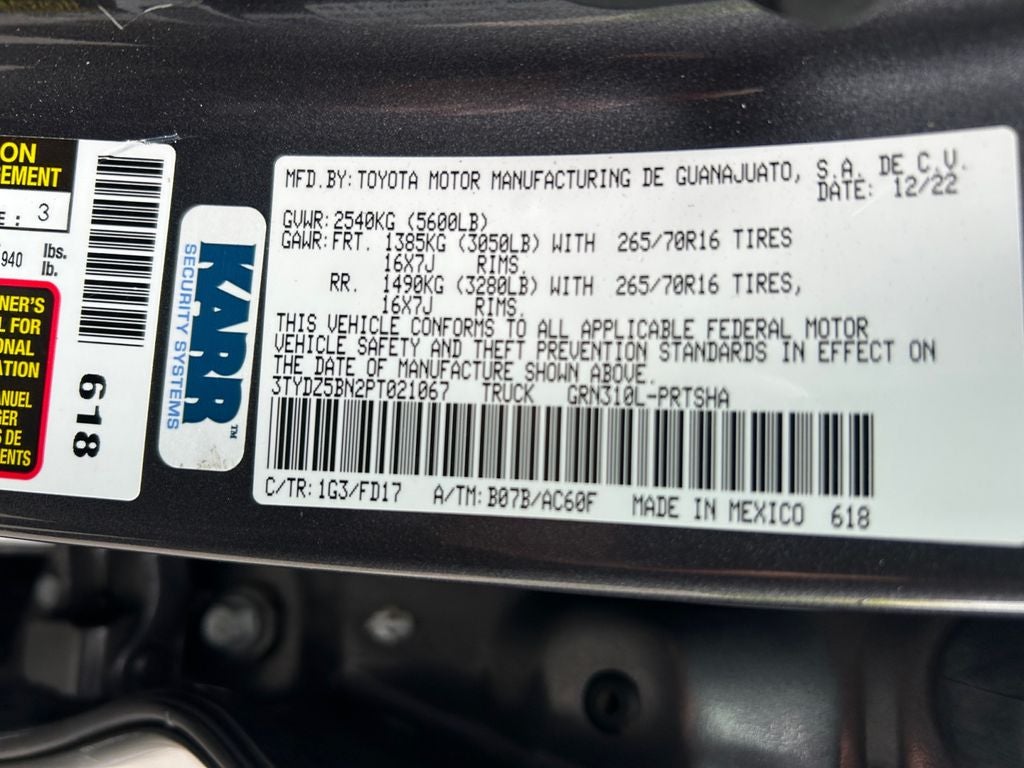 ON
EMENT
E: 3
940 lbs.
lb.
NER'S
L FOR
ONAL
ATION
ANUEL
GER
S DE
ENTS
618
KARR™
SECURITY SYSTEMS
MFD.BY: TOYOTA MOTOR MANUFACTURING DE GUANAJUATO, S.A. DE C.V.
DATE: 12/22
GVWR: 2540KG (5600LB)
GAWR: FRT. 1385KG (3050LB) WITH 265/70R16 TIRES
16X7J RIMS.
RR. 1490KG (3280LB) WITH 265/70R16 TIRES,
16X7J RIMS.
THIS VEHICLE CONFORMS TO ALL APPLICABLE FEDERAL MOTOR
VEHICLE SAFETY AND THEFT PREVENTION STANDARDS IN EFFECT ON
THE DATE OF MANUFACTURE SHOWN ABOVE.
3TYDZ5BN2PT021067 TRUCK GRN310L-PRTSHA
C/TR: 1G3/FD17 A/TM: B07B/AC60F MADE IN MEXICO 618